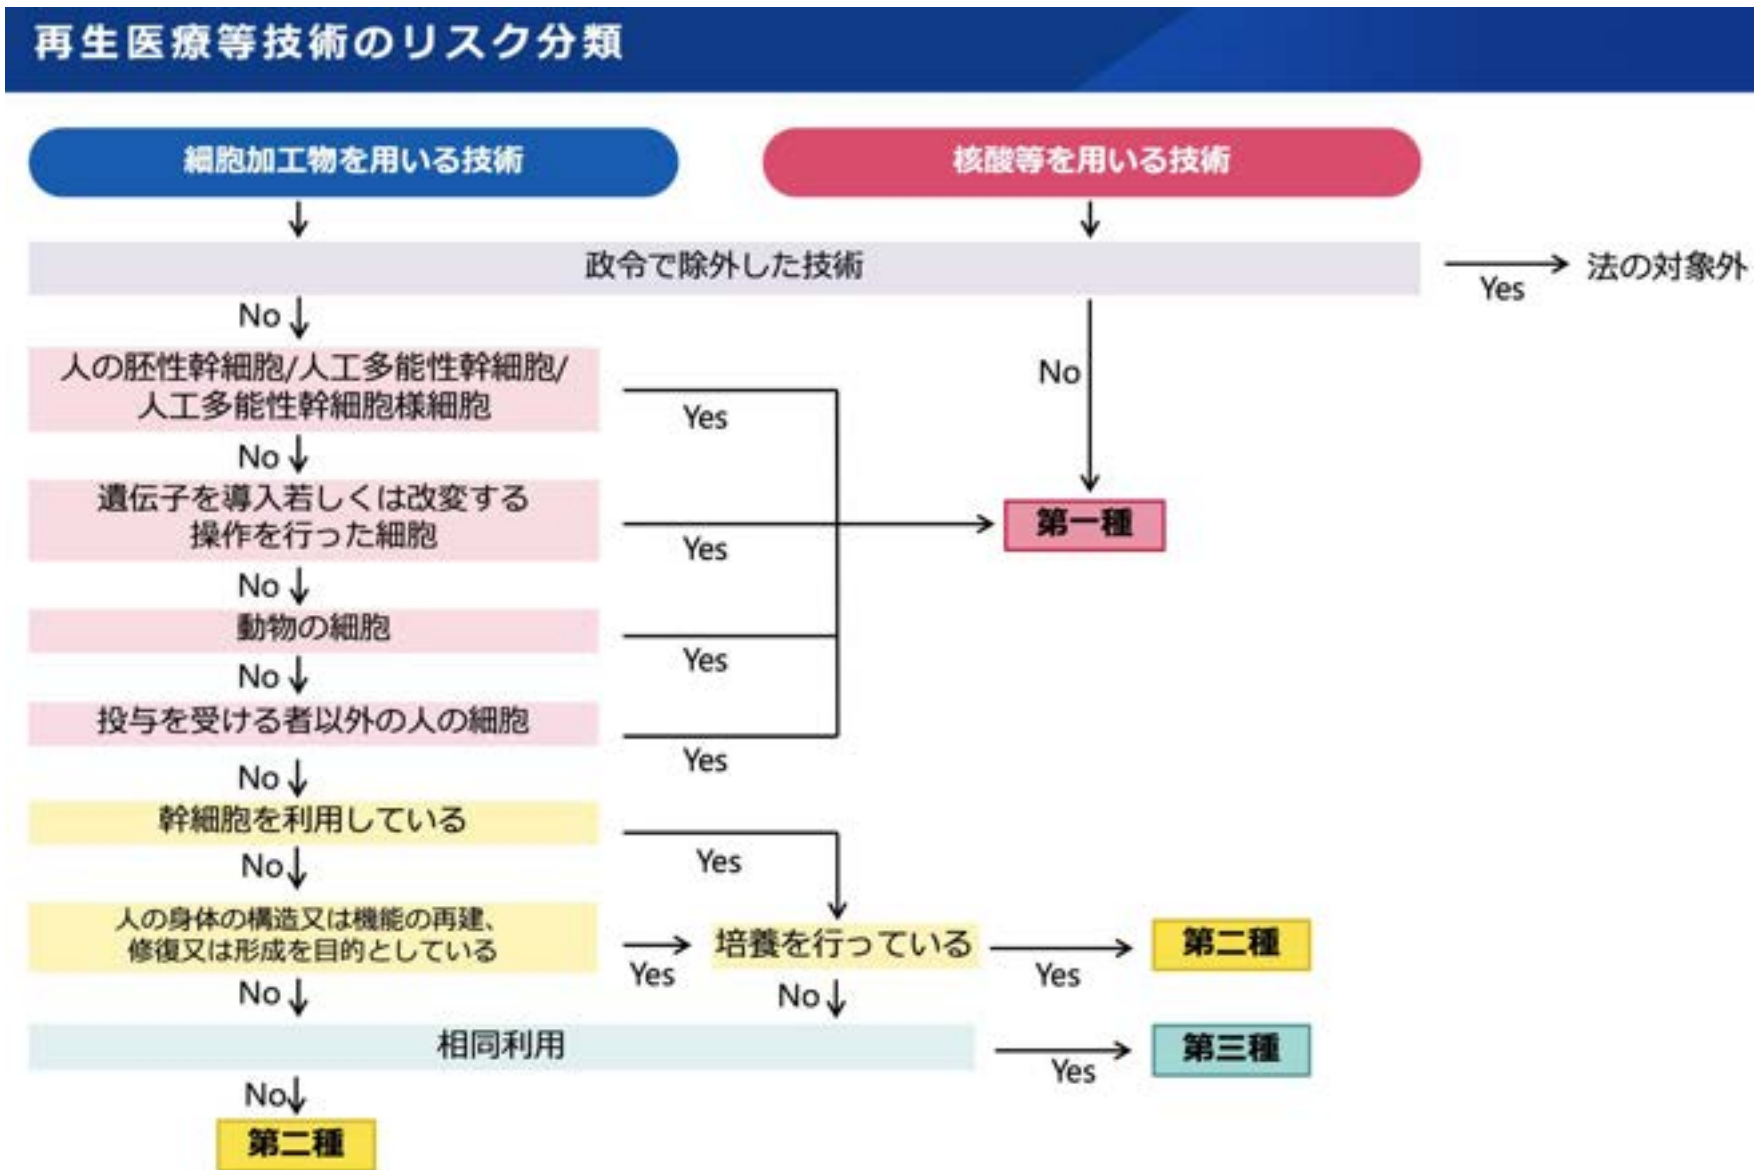 再生医療等技術のリスク分類
細胞加工物を用いる技術
核酸等を用いる技術
政令で除外した技術
Yes
法の対象外
No
No
人の胚性幹細胞/人工多能性幹細胞/
人工多能性幹細胞様細胞
Yes
No
遺伝子を導入若しくは改変する
操作を行った細胞
Yes
第一種
No
動物の細胞
Yes
No
投与を受ける者以外の人の細胞
Yes
No
幹細胞を利用している
Yes
No
人の身体の構造又は機能の再建、
修復又は形成を目的としている
Yes
培養を行っている
Yes
第二種
No
No
相同利用
Yes
第三種
No
第二種